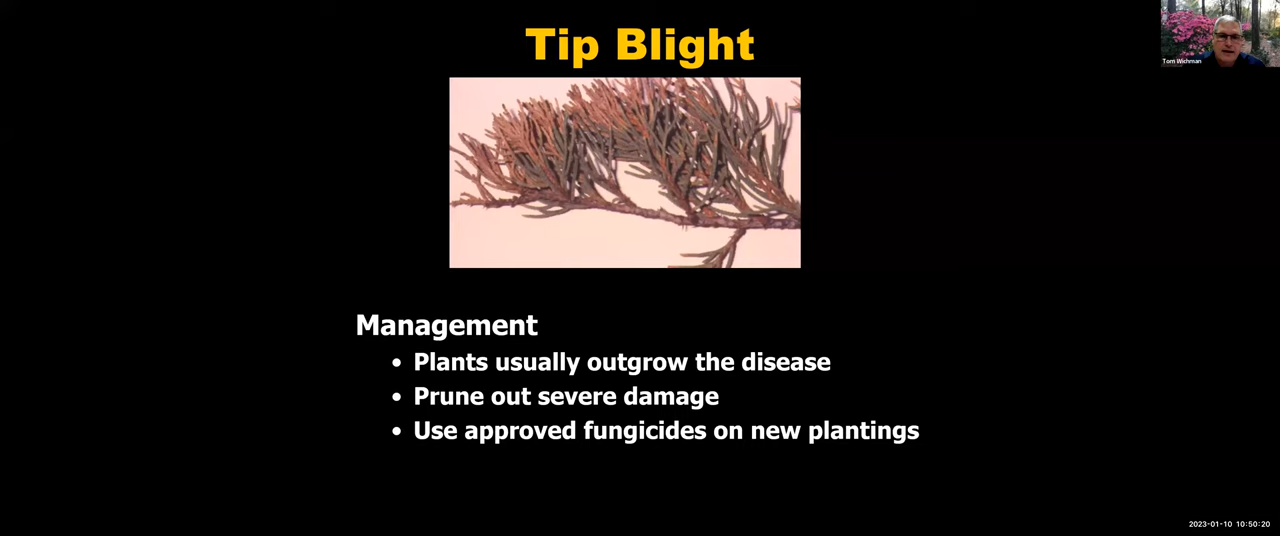 Tip Blight
Tom Wichman
Management
• Plants usually outgrow the disease
• Prune out severe damage
• Use approved fungicides on new plantings
2023-01-10 10:50:20